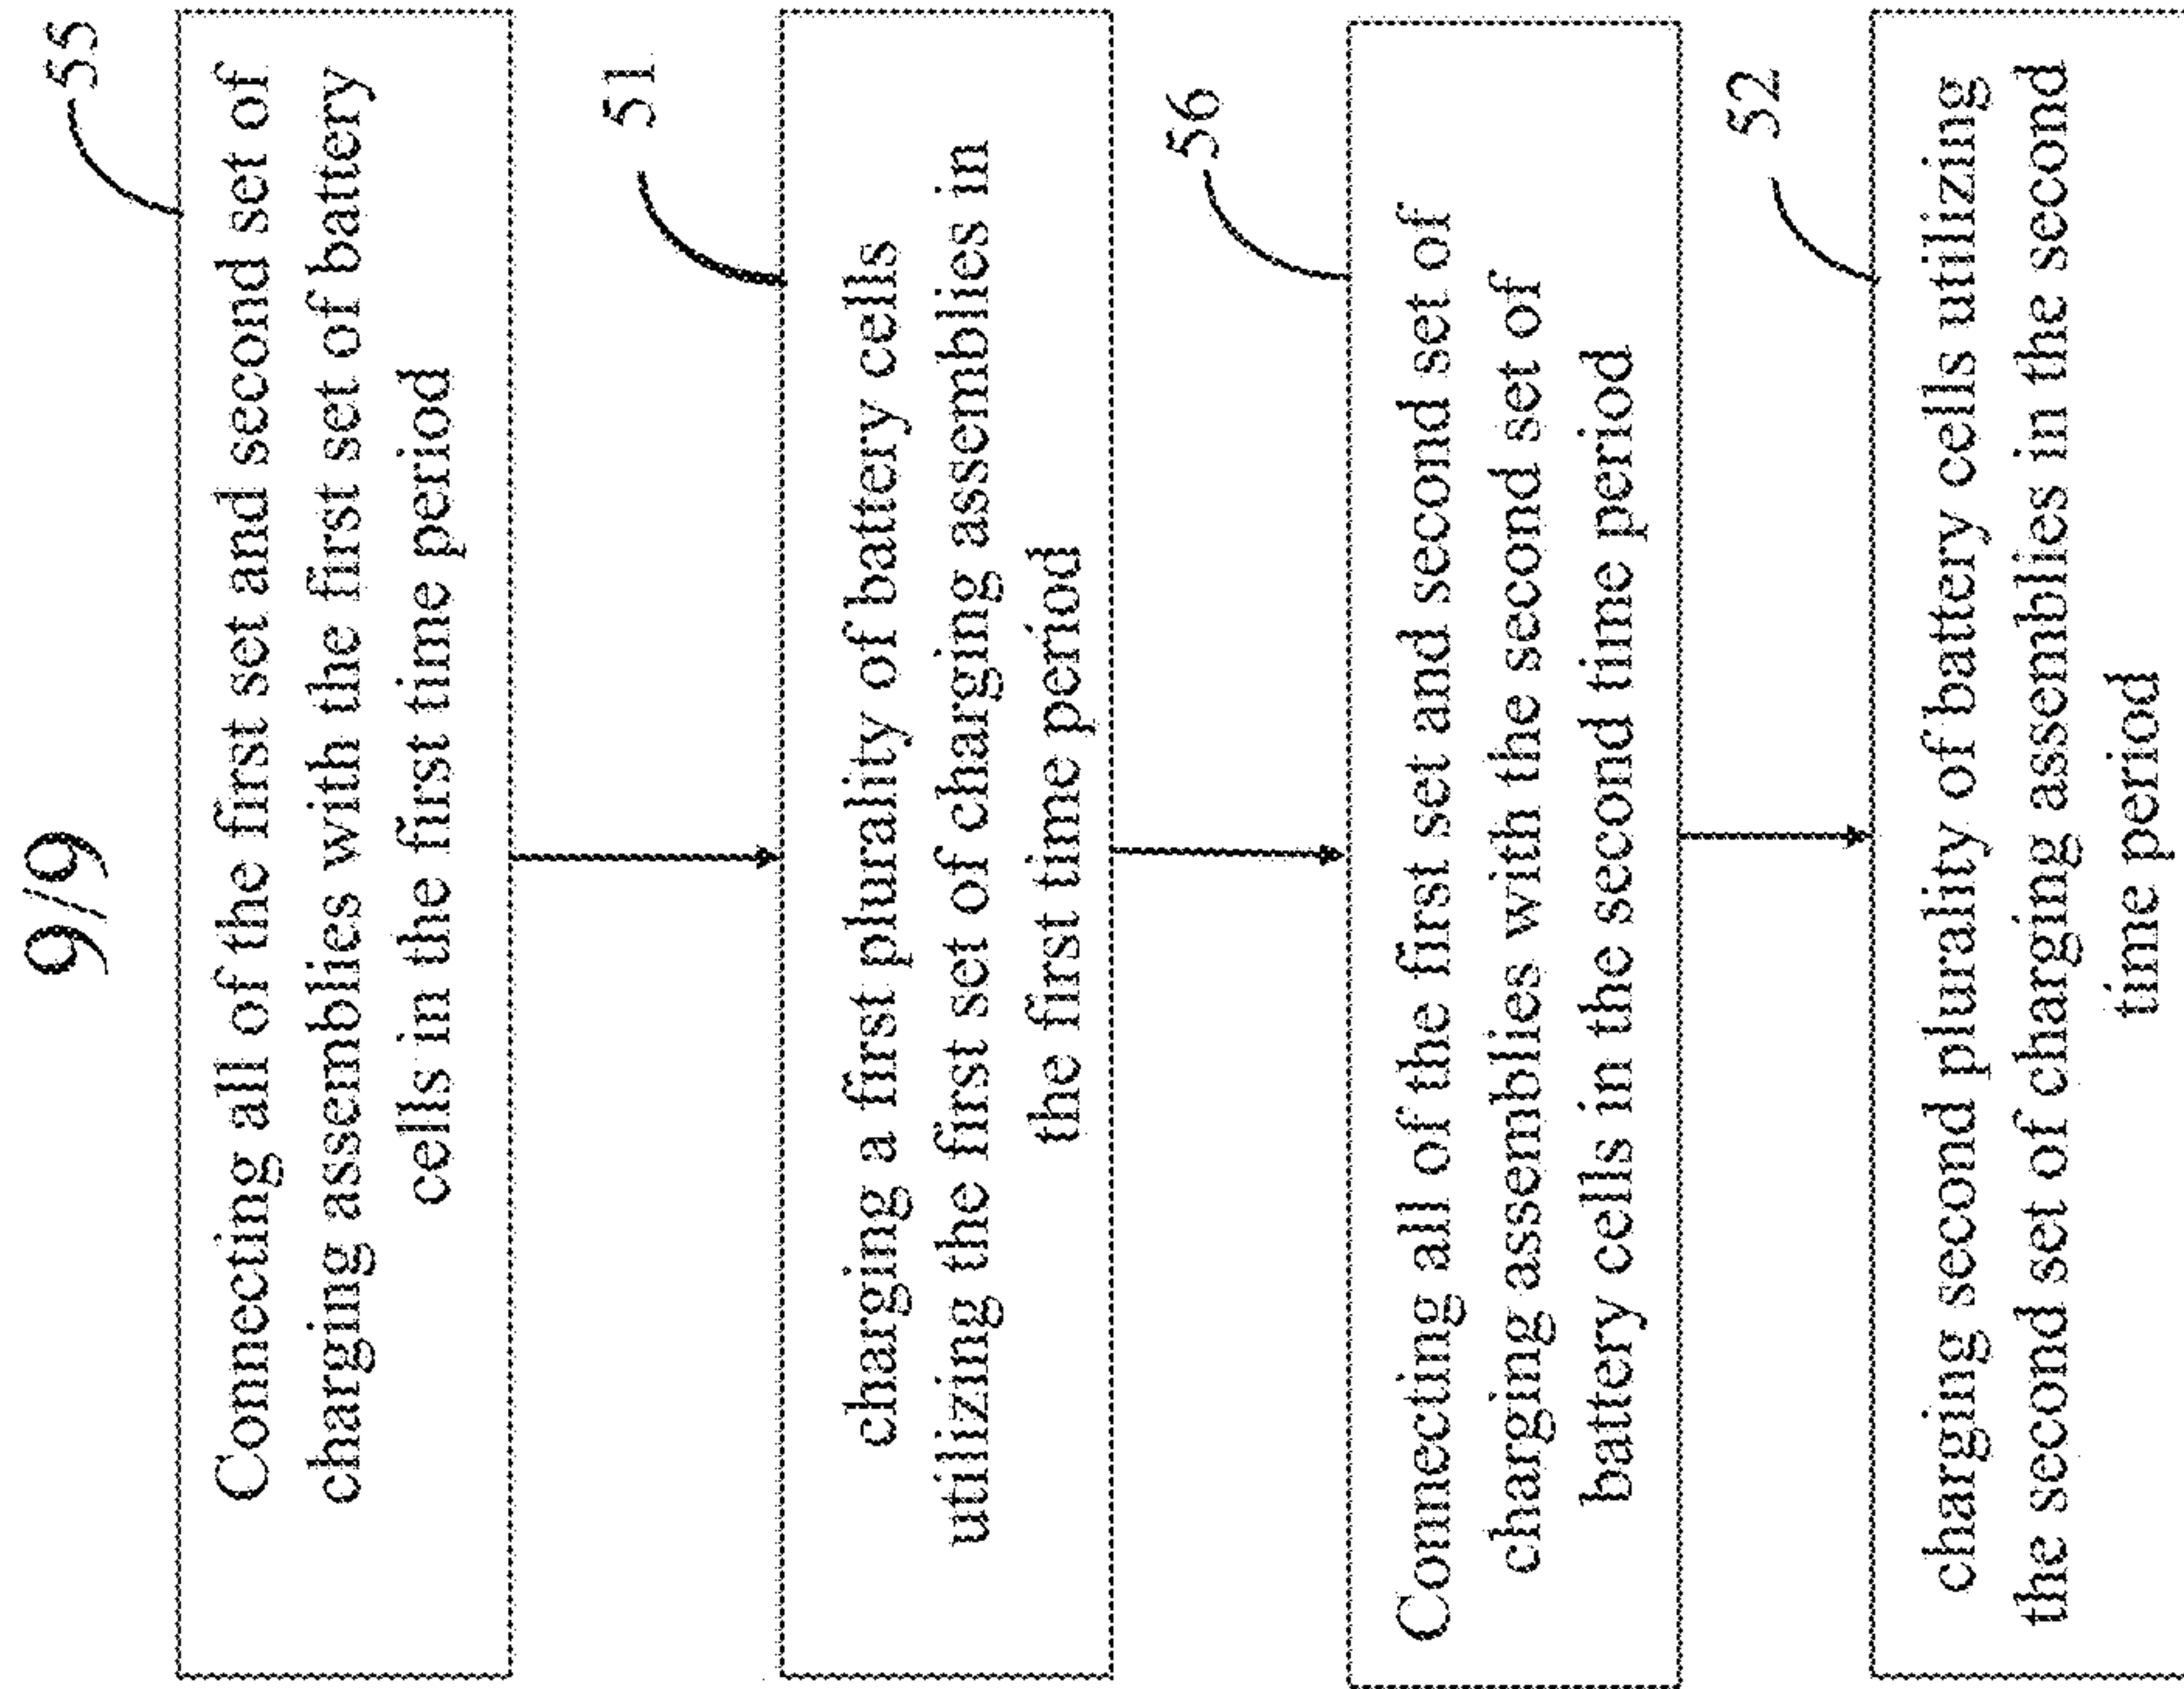 9/9
55
Connecting all of the first set and second set of
charging assemblies with the first set of battery
cells in the first time period
51
charging a first plurality of battery cells
utilizing the first set of charging assemblies in
the first time period
56
Connecting all of the first set and second set of
charging assemblies with the second set of
battery cells in the second time period
52
charging second plurality of battery cells utilizing
the second set of charging assemblies in the second
time period